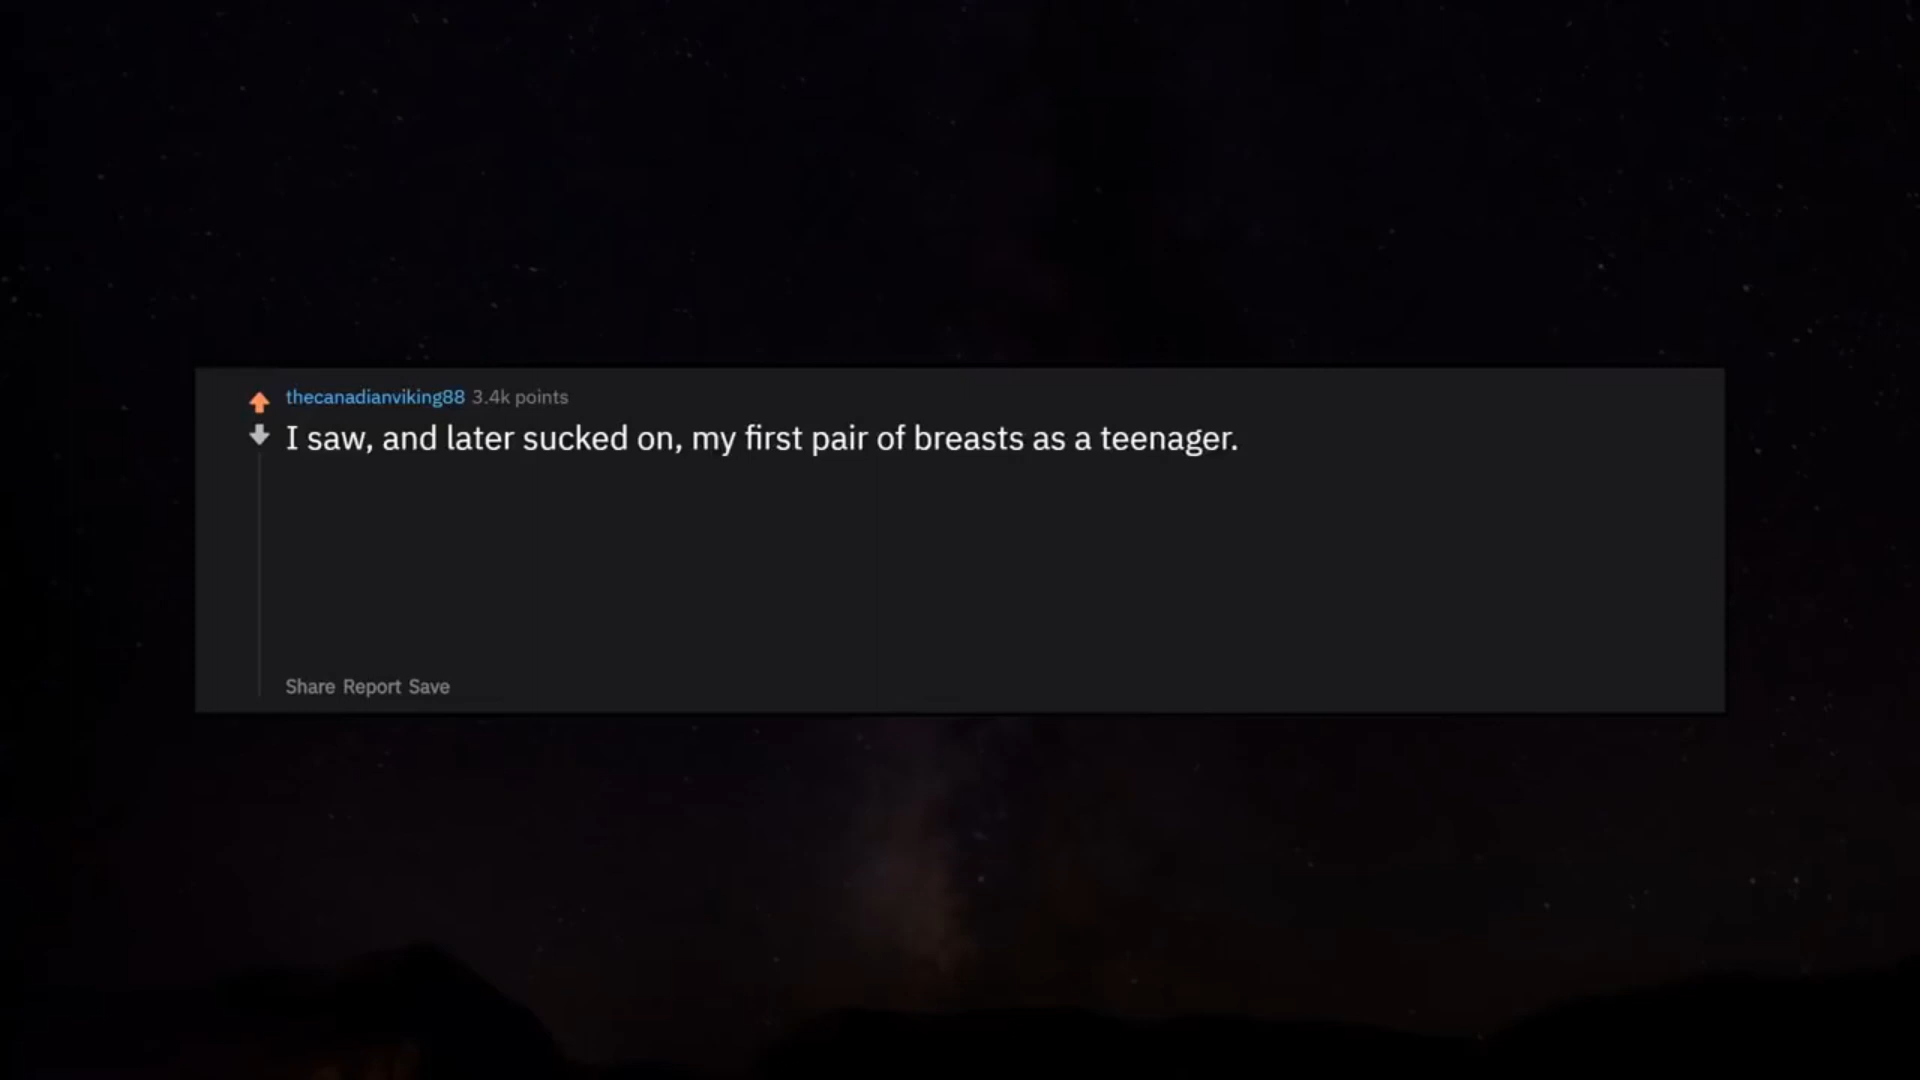 thecanadianviking88 3.4k points
I saw, and later sucked on, my first pair of breasts as a teenager.
Share Report Save